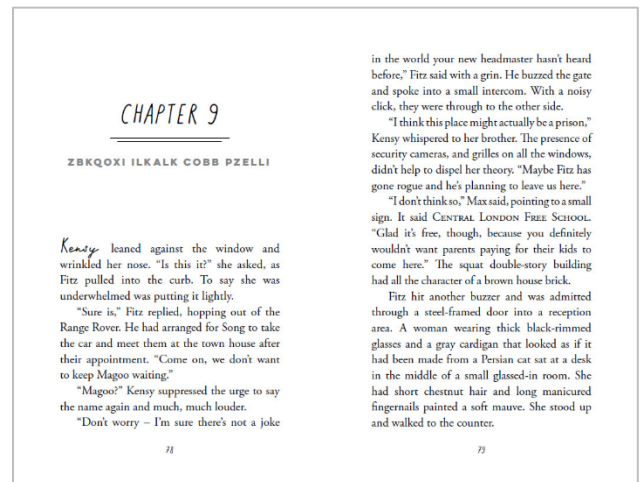 CHAPTER 9
ZBKQOXI ILKALK COBB PZELLI
Kensy leaned against the window and
wrinkled her nose. “Is this it?” she asked, as
Fitz pulled into the curb. To say she was
underwhelmed was putting it lightly.
“Sure is,” Fitz replied, hopping out of the
Range Rover. He had arranged for Song to take
the car and meet them at the town house after
their appointment. “Come on, we don’t want
to keep Magoo waiting.”
“Magoo?” Kensy suppressed the urge to say
the name again and much, much louder.
“Don’t worry – I’m sure there’s not a joke
78
in the world your new headmaster hasn’t heard
before,” Fitz said with a grin. He buzzed the gate
and spoke into a small intercom. With a noisy
click, they were through to the other side.
“I think this place might actually be a prison,”
Kensy whispered to her brother. The presence of
security cameras, and grilles on all the windows,
didn’t help to dispel her theory. “Maybe Fitz has
gone rogue and he’s planning to leave us here.”
“I don’t think so,” Max said, pointing to a small
sign. It said CENTRAL LONDON FREE SCHOOL.
“Glad it’s free, though, because you definitely
wouldn’t want parents paying for their kids to
come here.” The squat double-story building
had all the character of a brown house brick.
Fitz hit another buzzer and was admitted
through a steel-framed door into a reception
area. A woman wearing thick black-rimmed
glasses and a gray cardigan that looked as if it
had been made from a Persian cat sat at a desk
in the middle of a small glassed-in room. She
had short chestnut hair and long manicured
fingernails painted a soft mauve. She stood up
and walked to the counter.
79